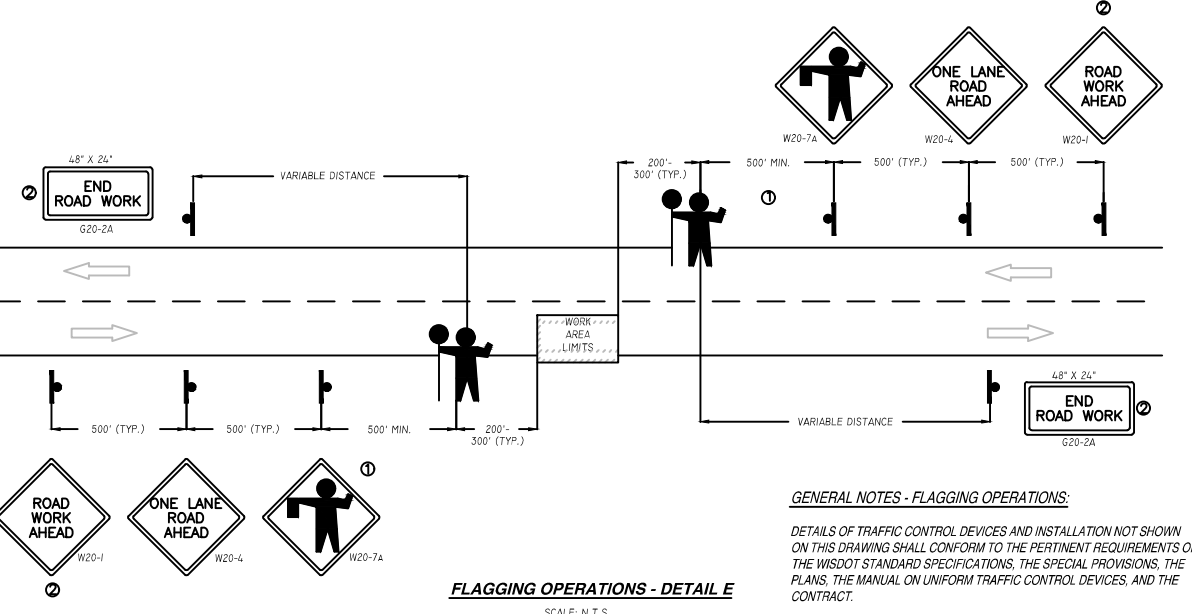 ②
ROAD
WORK
AHEAD
W20-1
ONE LANE
ROAD
AHEAD
W20-4
W20-7A
48" X 24"
② END
ROAD WORK
G20-2A
VARIABLE DISTANCE
200'-
300' (TYP.)
500' MIN.
500' (TYP.)
500' (TYP.)
①
WORK
AREA
LIMITS
500' (TYP.)
500' (TYP.)
500' MIN.
200'-
300' (TYP.)
VARIABLE DISTANCE
48" X 24"
END
ROAD WORK ②
G20-2A
ROAD
WORK
AHEAD
W20-1
②
ONE LANE
ROAD
AHEAD
W20-4
①
W20-7A
GENERAL NOTES - FLAGGING OPERATIONS:
DETAILS OF TRAFFIC CONTROL DEVICES AND INSTALLATION NOT SHOWN
ON THIS DRAWING SHALL CONFORM TO THE PERTINENT REQUIREMENTS O
THE WISDOT STANDARD SPECIFICATIONS, THE SPECIAL PROVISIONS, THE
PLANS, THE MANUAL ON UNIFORM TRAFFIC CONTROL DEVICES, AND THE
CONTRACT.
FLAGGING OPERATIONS - DETAIL E
SCALE: N.T.S.